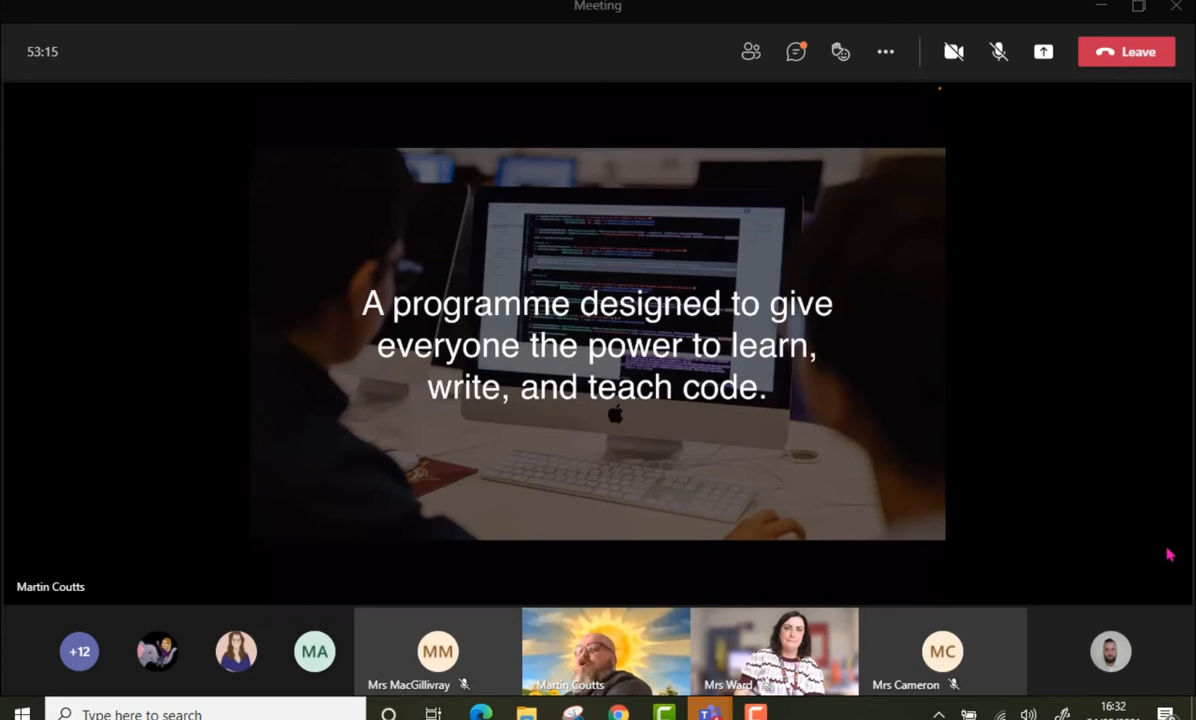 Meeting
53:15
Leave
A programme designed to give
everyone the power to learn,
write, and teach code.
Martin Coutts
+12
MA
MM
Mrs MacGillivray
Martin Coutts
Mrs Ward
MC
Mrs Cameron
Type here to search
16:32